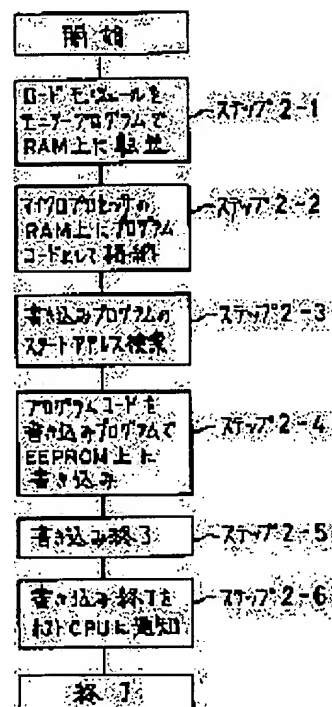 開始
ロードモジュールを
モニタープログラムで
RAM上に転送
ステップ2-1
マイクロプロセッサの
RAM上にプログラム
コードとして格納
ステップ2-2
書き込みプログラムの
スタートアドレス検索
ステップ2-3
プログラムコードを
書き込みプログラムで
EEPROM上に
書き込み
ステップ2-4
書き込み終了
ステップ2-5
書き込み終了を
ホストCPUに通知
ステップ2-6
終了